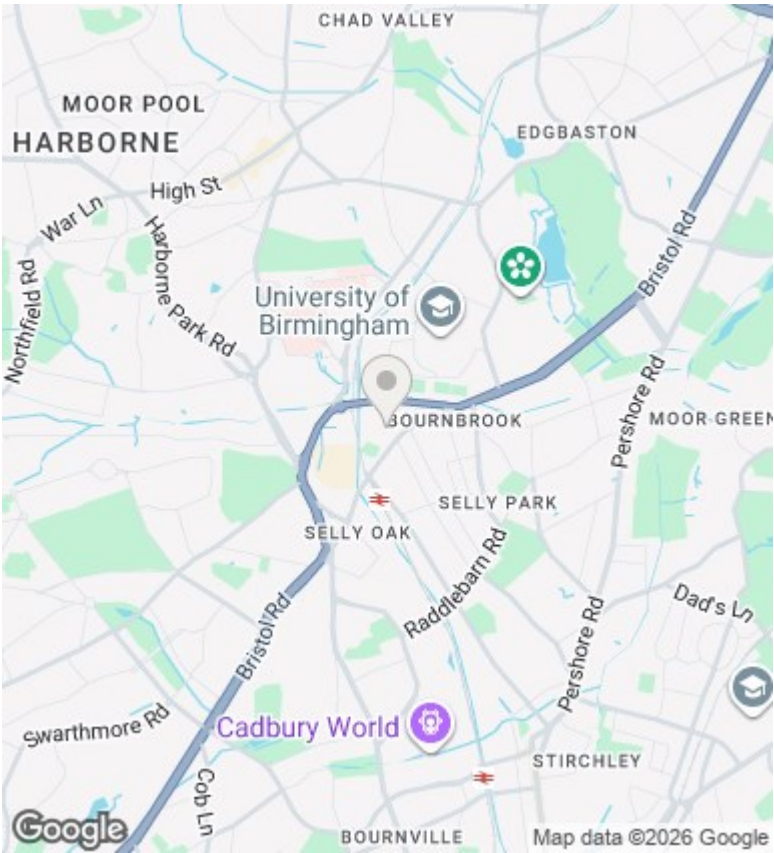 CHAD VALLEY
MOOR POOL
HARBORNE
EDGBASTON
High St
War Ln
Harborne Park Rd
Northfield Rd
Bristol Rd
University of
Birmingham
Pershore Rd
BOURNBROOK
MOOR GREEN
SELLY PARK
SELLY OAK
Raddlebarn Rd
Dad's Ln
Bristol Rd
Pershore Rd
Swarthmore Rd
Cadbury World
STIRCHLEY
Cob Ln
Google
BOURNVILLE
Map data ©2026 Google